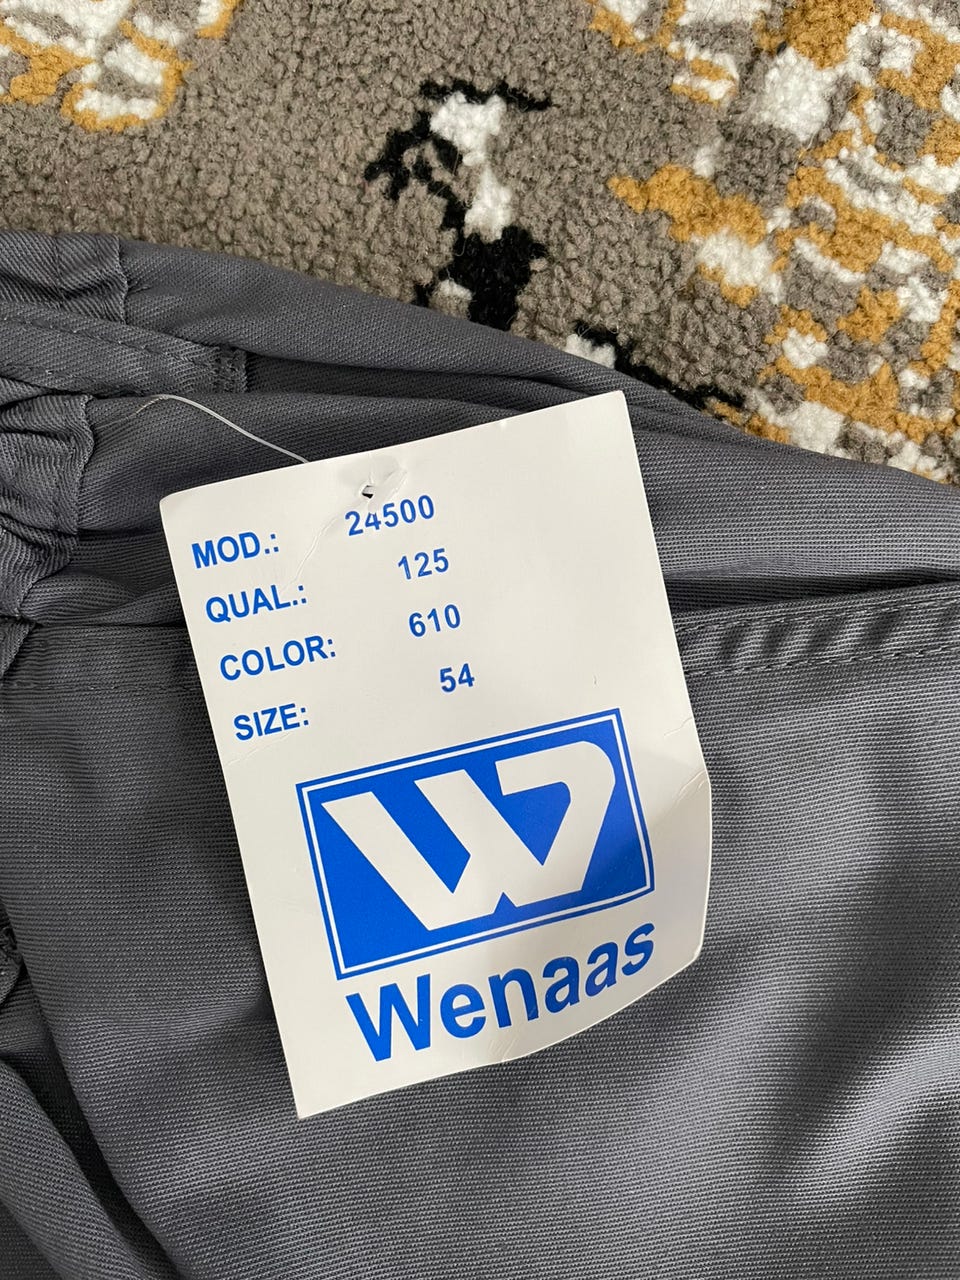 MOD.: 24500
QUAL.: 125
COLOR: 610
SIZE: 54
W
Wenaas